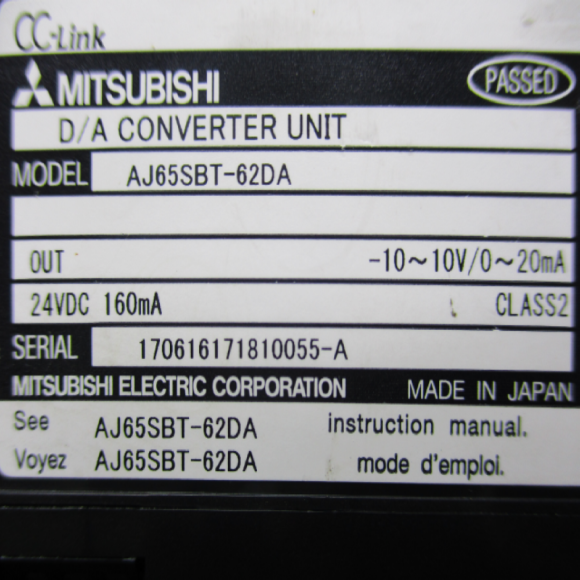 CC-Link
MITSUBISHI PASSED
D/A CONVERTER UNIT
MODEL AJ65SBT-62DA
OUT -10～10V/0～20mA
24VDC 160mA CLASS2
SERIAL 170616171810055-A
MITSUBISHI ELECTRIC CORPORATION MADE IN JAPAN
See AJ65SBT-62DA instruction manual.
Voyez AJ65SBT-62DA mode d'emploi.